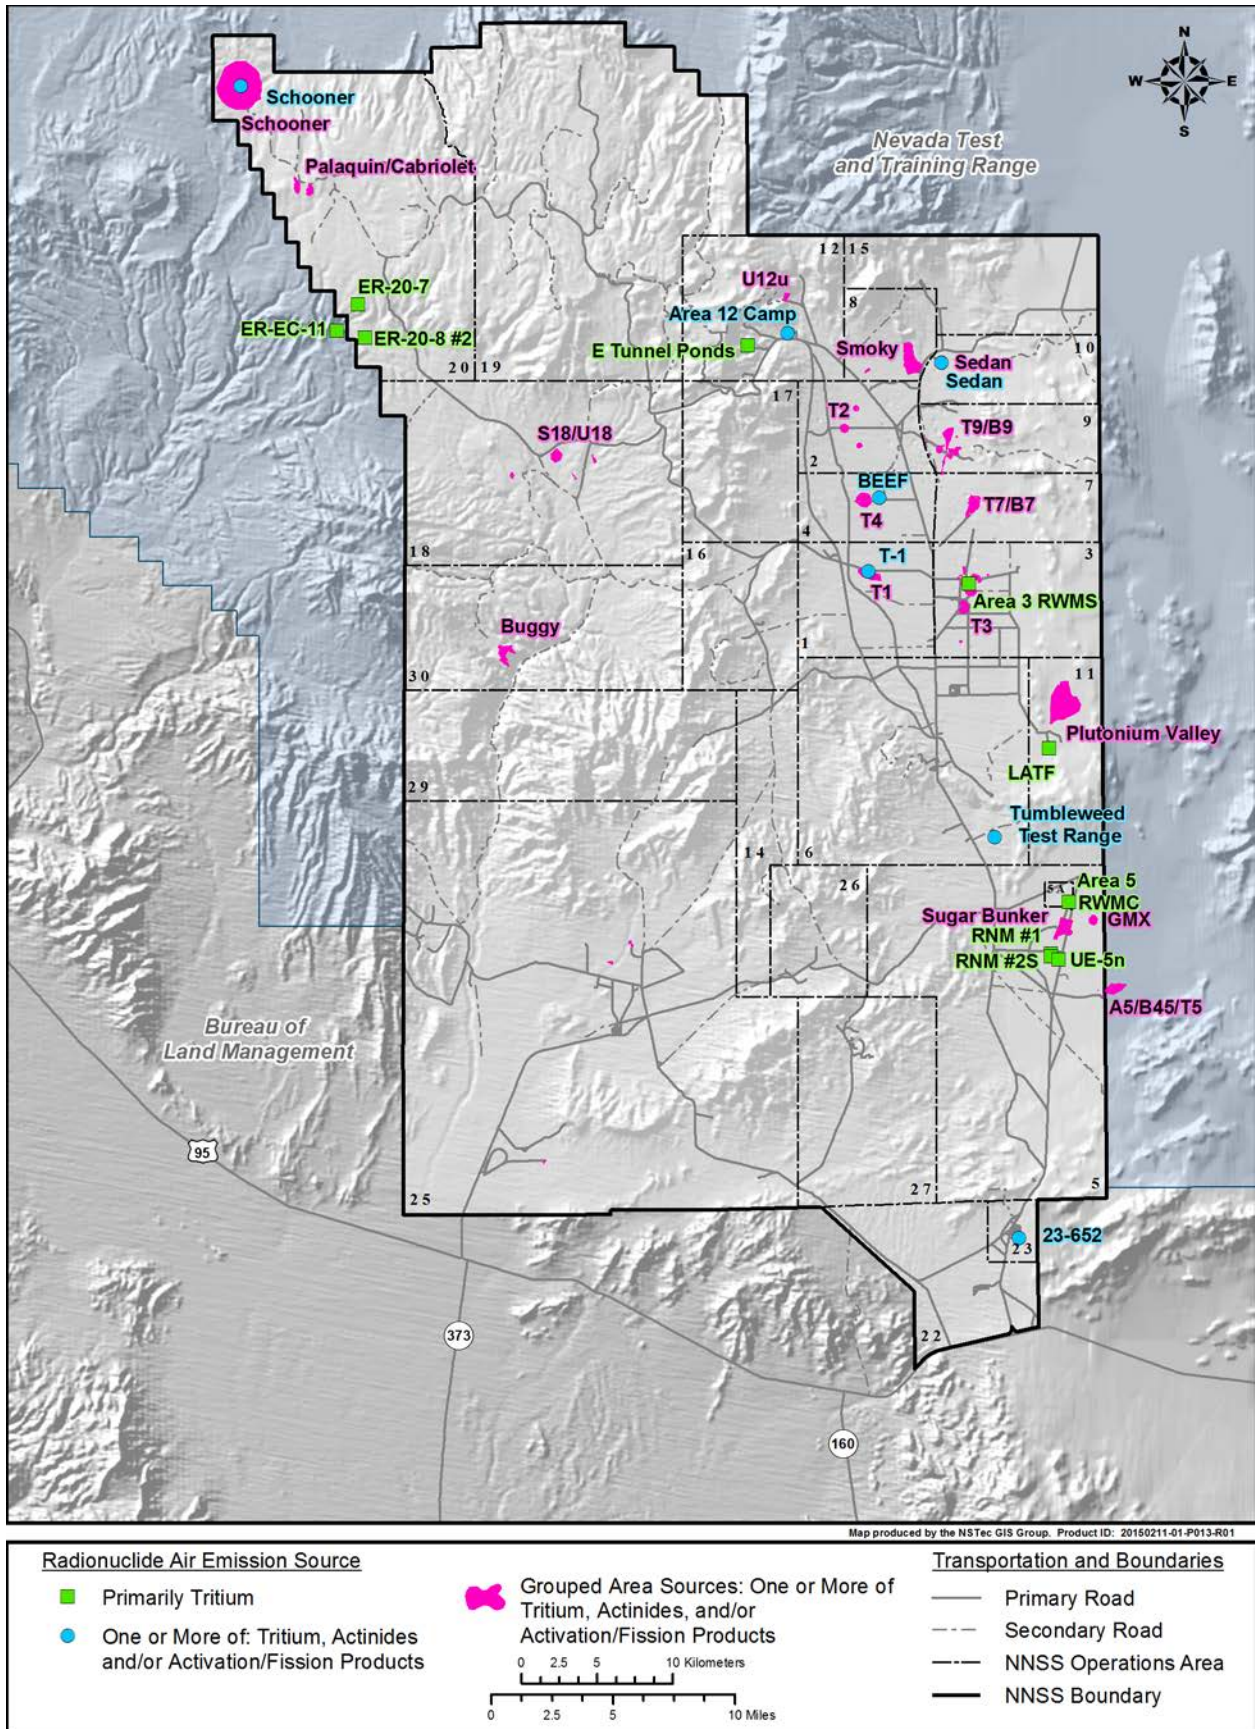 N
W
E
S
Schooner
Schooner
Nevada Test
and Training Range
Palaquin/Cabriolet
12
15
U12u
8
ER-20-7
Area 12 Camp
ER-EC-11
ER-20-8 #2
E Tunnel Ponds
Smoky
10
Sedan
Sedan
20
19
17
T2
9
S18/U18
T9/B9
2
BEEF
7
T4
T7/B7
4
18
16
T-1
3
T1
Area 3 RWMS
Buggy
T3
1
30
11
Plutonium Valley
LATF
29
Tumbleweed
Test Range
14
6
26
5A
Area 5
RWMC
Sugar Bunker
GMX
RNM #1
RNM #2S
UE-5n
A5/B45/T5
Bureau of
Land Management
95
25
27
5
23-652
23
373
22
160
Map produced by the NSTec GIS Group. Product ID: 20150211-01-P013-R01
Radionuclide Air Emission Source
Primarily Tritium
One or More of: Tritium, Actinides
and/or Activation/Fission Products
Grouped Area Sources: One or More of
Tritium, Actinides, and/or
Activation/Fission Products
0 2.5 5 10 Kilometers
0 2.5 5 10 Miles
Transportation and Boundaries
Primary Road
Secondary Road
NNSS Operations Area
NNSS Boundary